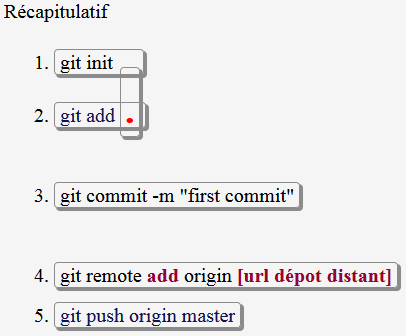 Récapitulatif
1. git init
2. git add .
3. git commit -m "first commit"
4. git remote add origin [url dépot distant]
5. git push origin master